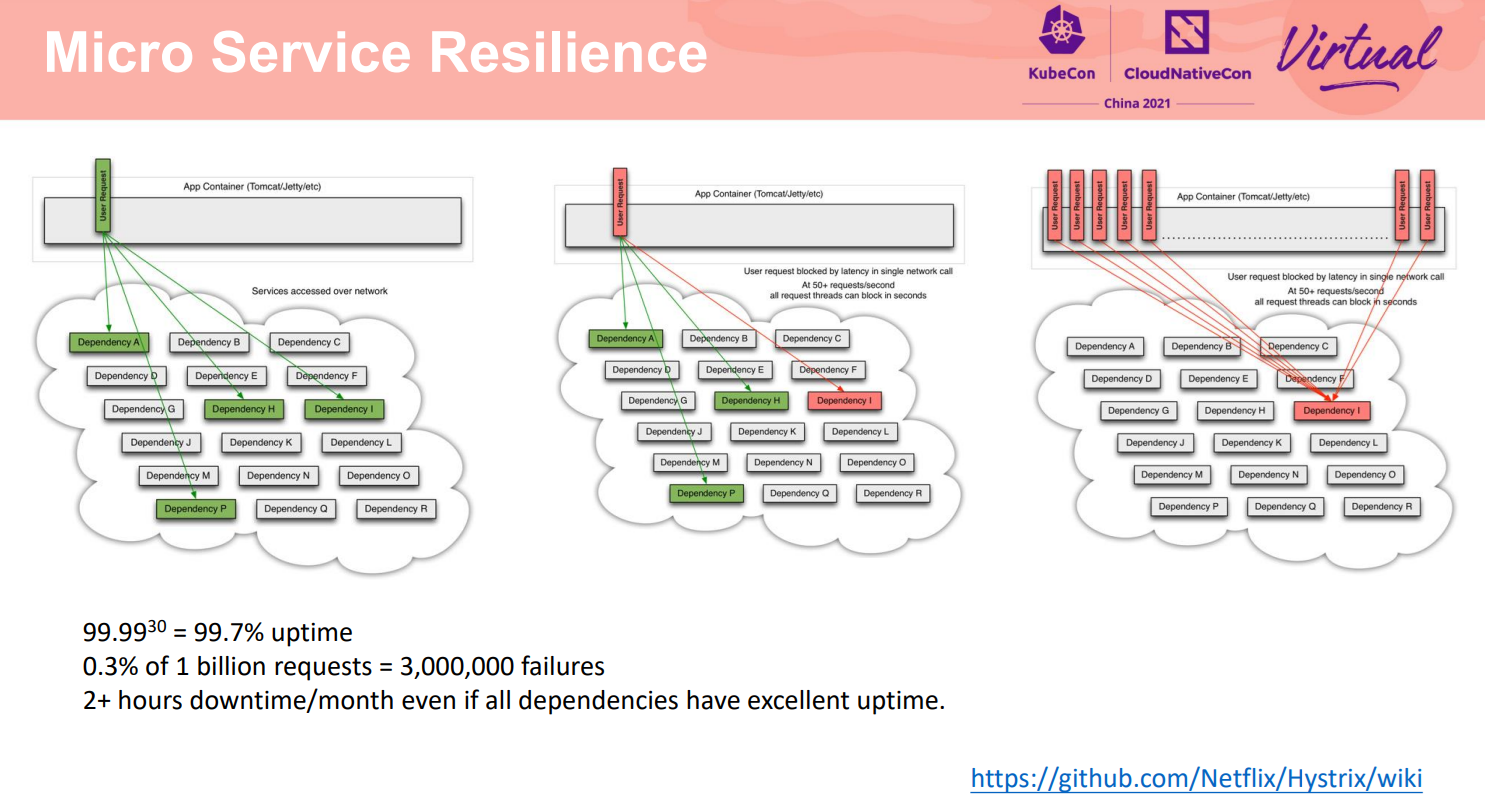 Micro Service Resilience
KubeCon
CloudNativeCon
China 2021
Virtual
User Request
App Container (Tomcat/Jetty/etc)
Services accessed over network
Dependency A
Dependency B
Dependency C
Dependency D
Dependency E
Dependency F
Dependency G
Dependency H
Dependency I
Dependency J
Dependency K
Dependency L
Dependency M
Dependency N
Dependency O
Dependency P
Dependency Q
Dependency R
User Request
App Container (Tomcat/Jetty/etc)
User request blocked by latency in single network call
At 50+ requests/second
all request threads can block in seconds
Dependency A
Dependency B
Dependency C
Dependency D
Dependency E
Dependency F
Dependency G
Dependency H
Dependency I
Dependency J
Dependency K
Dependency L
Dependency M
Dependency N
Dependency O
Dependency P
Dependency Q
Dependency R
User Request
User Request
User Request
User Request
User Request
User Request
User Request
App Container (Tomcat/Jetty/etc)
User request blocked by latency in single network call
At 50+ requests/second
all request threads can block in seconds
Dependency A
Dependency B
Dependency C
Dependency D
Dependency E
Dependency F
Dependency G
Dependency H
Dependency I
Dependency J
Dependency K
Dependency L
Dependency M
Dependency N
Dependency O
Dependency P
Dependency Q
Dependency R
99.99³⁰ = 99.7% uptime
0.3% of 1 billion requests = 3,000,000 failures
2+ hours downtime/month even if all dependencies have excellent uptime.
https://github.com/Netflix/Hystrix/wiki